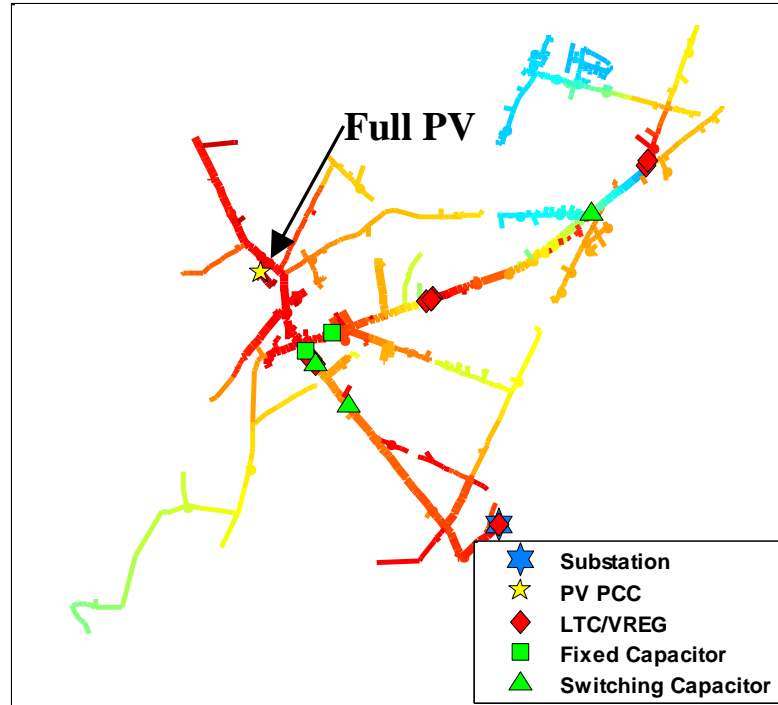 Full PV
Substation
PV PCC
LTC/VREG
Fixed Capacitor
Switching Capacitor